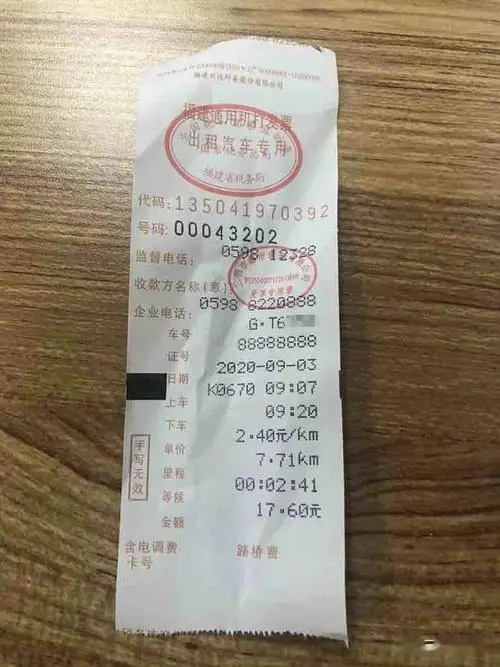 福建通用机打发票
出租汽车专用
福建省税务局
代码:135041970392
号码:00043202
监督电话: 0598 12328
收款方名称(章):
发票专用章
企业电话: 0598 8220888
车号 G·T6
证号 88888888
日期 2020-09-03
上车 K0670 09:07
下车 09:20
单价 2.40元/km
里程 7.71km
等候 00:02:41
金额 17.60元
手写无效
含电调费 路桥费
卡号